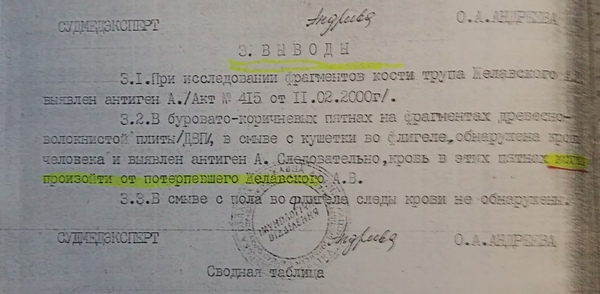 СУДМЕДЭКСПЕРТ О.А.АНДРЕЕВА
3. ВЫВОДЫ
3.1.При исследовании фрагментов кости трупа Желавского А.В.
выявлен антиген А./Акт № 415 от 11.02.2000г/.
3.2.В буровато-коричневых пятнах на фрагментах древесно-
волокнистой плиты/ДВП/, в смыве с кушетки во флигеле, обнаружена кровь
человека и выявлен антиген А. Следовательно, кровь в этих пятнах
произойти от потерпевшего Желавского А.В.
3.3.В смыве с пола во флигеле следы крови не обнаружены.
СУДМЕДЭКСПЕРТ О.А.АНДРЕЕВА
Сводная таблица